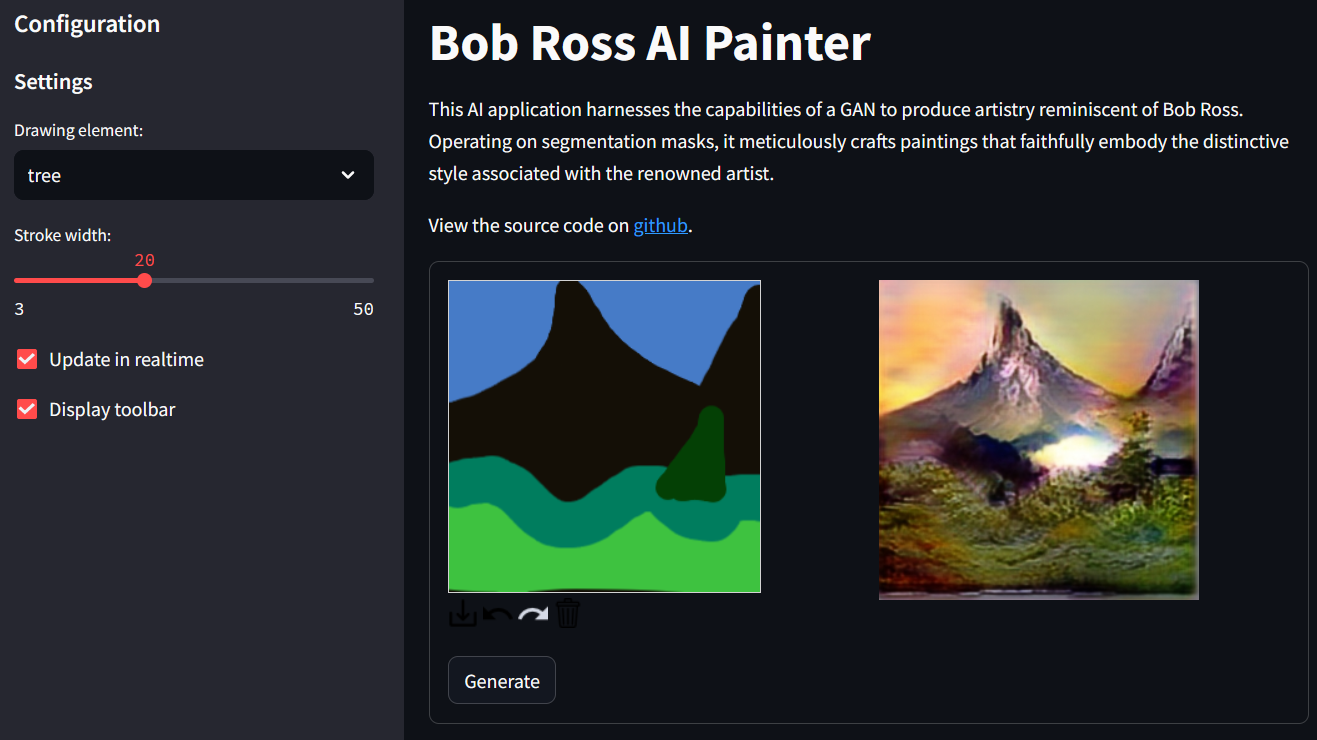 Configuration
Settings
Drawing element:
tree
Stroke width:
20
3 50
Update in realtime
Display toolbar
Bob Ross AI Painter
This AI application harnesses the capabilities of a GAN to produce artistry reminiscent of Bob Ross.
Operating on segmentation masks, it meticulously crafts paintings that faithfully embody the distinctive
style associated with the renowned artist.
View the source code on github.
Generate